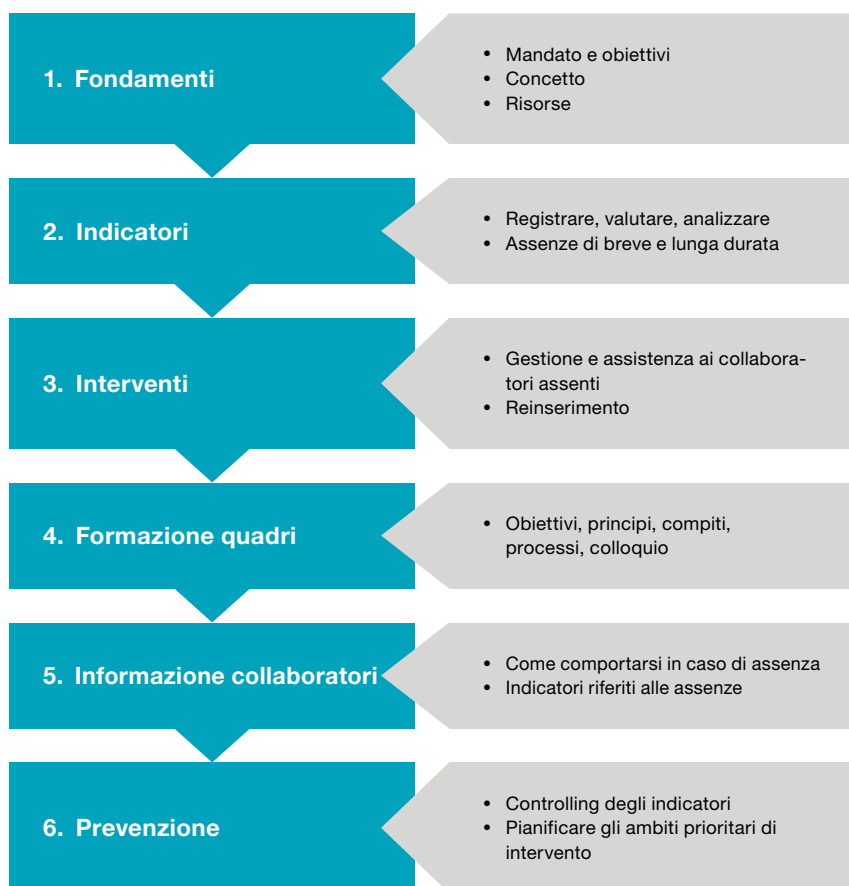 1. Fondamenti
• Mandato e obiettivi
• Concetto
• Risorse
2. Indicatori
• Registrare, valutare, analizzare
• Assenze di breve e lunga durata
3. Interventi
• Gestione e assistenza ai collabora-
tori assenti
• Reinserimento
4. Formazione quadri
• Obiettivi, principi, compiti,
processi, colloquio
5. Informazione collaboratori
• Come comportarsi in caso di assenza
• Indicatori riferiti alle assenze
6. Prevenzione
• Controlling degli indicatori
• Pianificare gli ambiti prioritari di
intervento